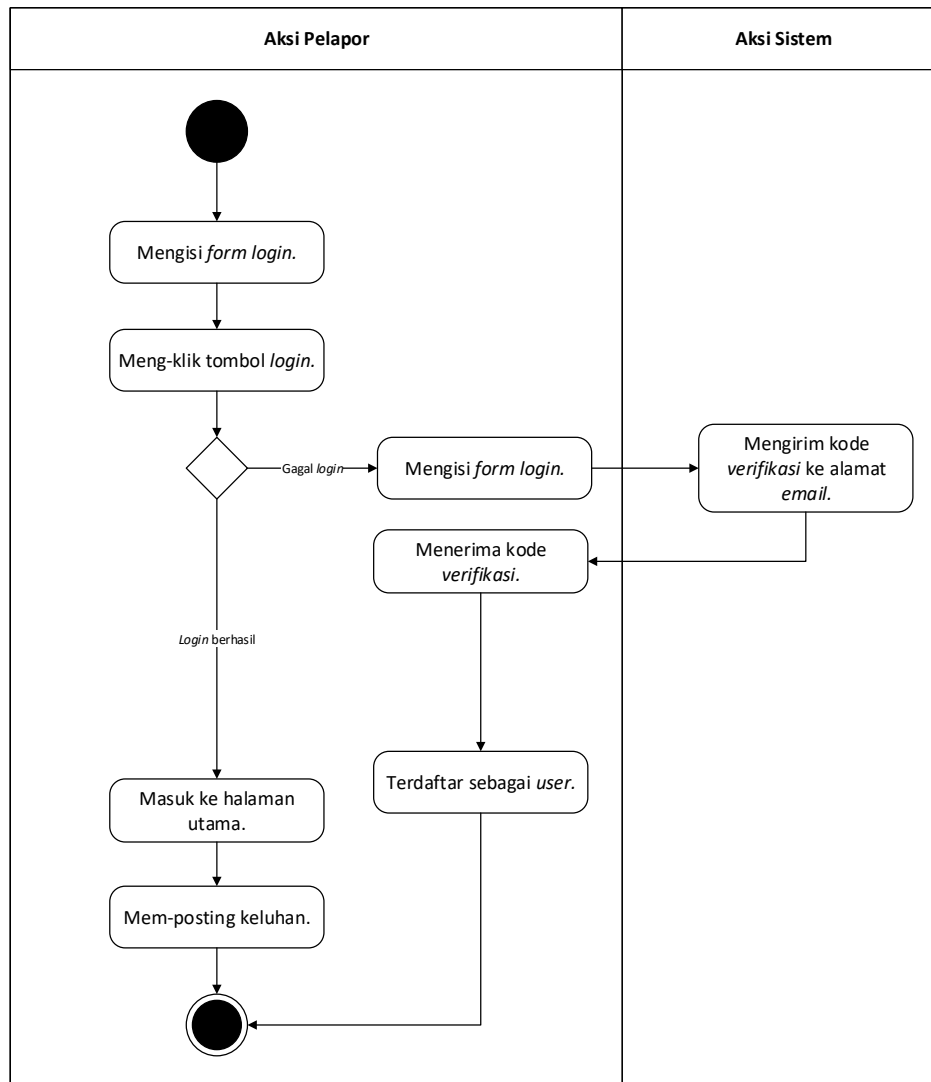 Aksi Pelapor
Aksi Sistem
Mengisi form login.
Meng-klik tombol login.
Gagal login
Mengisi form login.
Mengirim kode
verifikasi ke alamat
email.
Menerima kode
verifikasi.
Login berhasil
Terdaftar sebagai user.
Masuk ke halaman
utama.
Mem-posting keluhan.